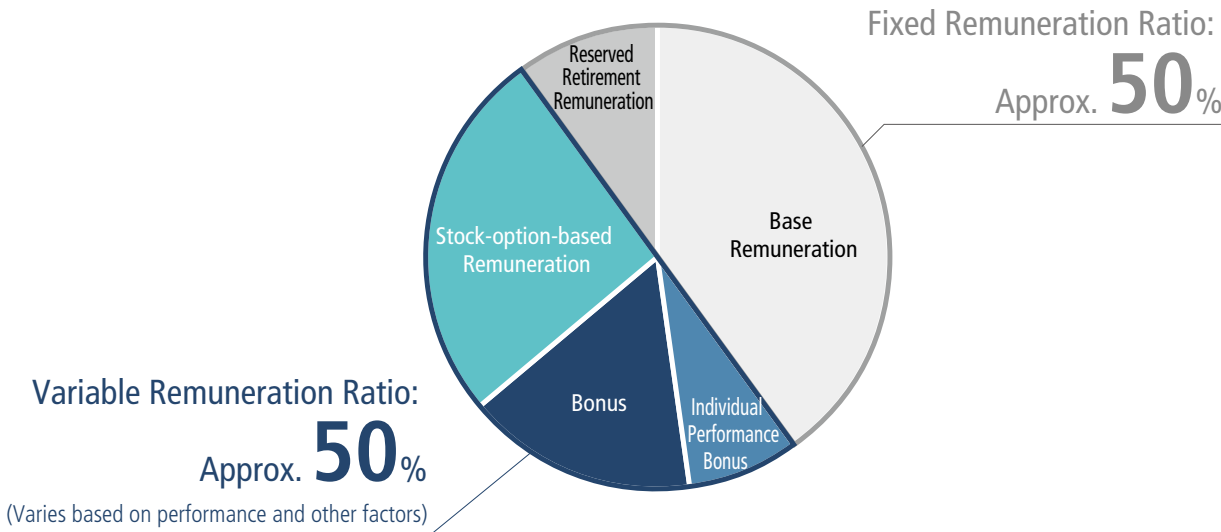 Fixed Remuneration Ratio:
Approx. 50%
Reserved
Retirement
Remuneration
Base
Remuneration
Stock-option-based
Remuneration
Bonus
Individual
Performance
Bonus
Variable Remuneration Ratio:
Approx. 50%
(Varies based on performance and other factors)